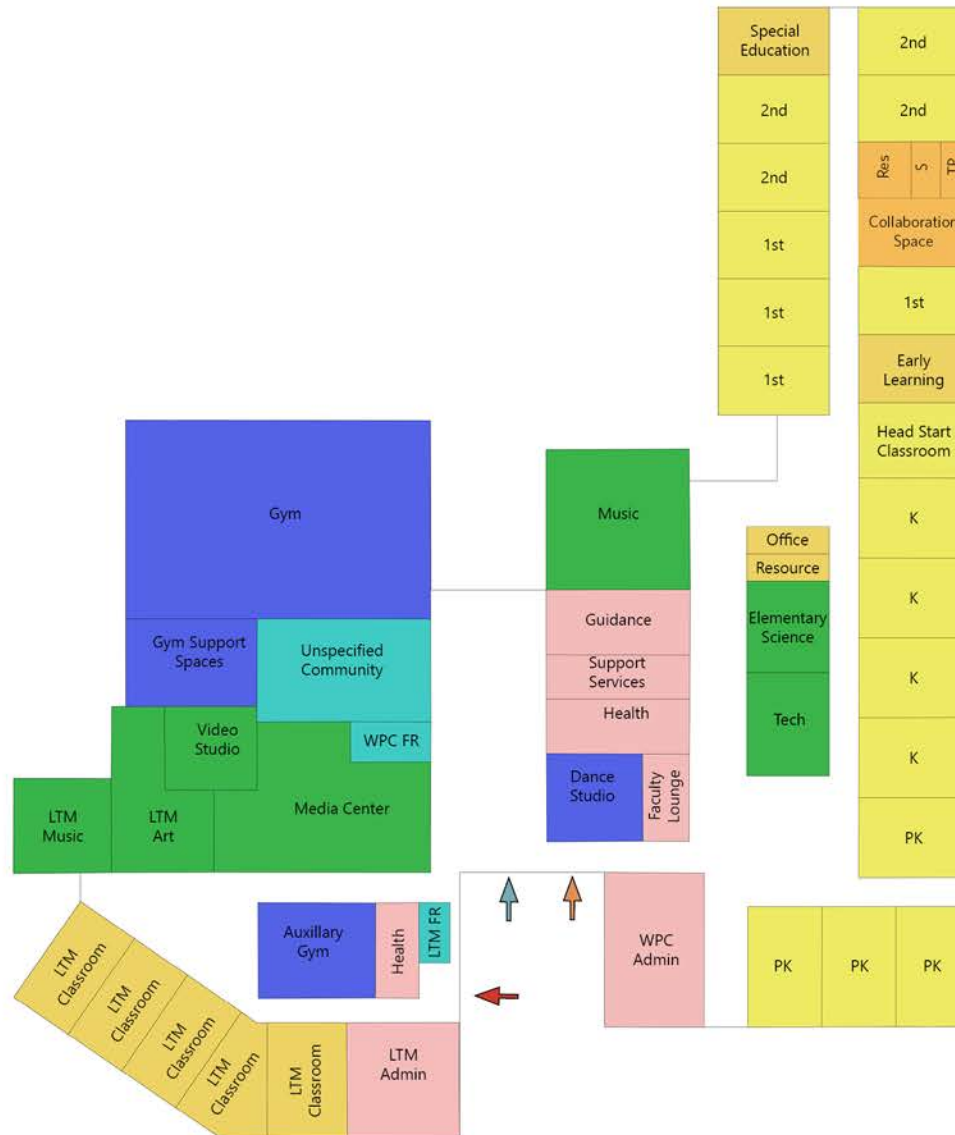 Special
Education
2nd
2nd
2nd
2nd
Res
S
TP
1st
Collaboration
Space
1st
1st
1st
Early
Learning
Head Start
Classroom
Gym
Music
K
Office
Resource
K
Elementary
Science
Guidance
Gym Support
Spaces
Unspecified
Community
Support
Services
K
Health
Tech
Video
Studio
WPC FR
K
Dance
Studio
Faculty
Lounge
LTM
Music
LTM
Art
Media Center
PK
Auxillary
Gym
Health
LTM FR
WPC
Admin
PK
PK
PK
LTM
Classroom
LTM
Classroom
LTM
Classroom
LTM
Classroom
LTM
Classroom
LTM
Admin